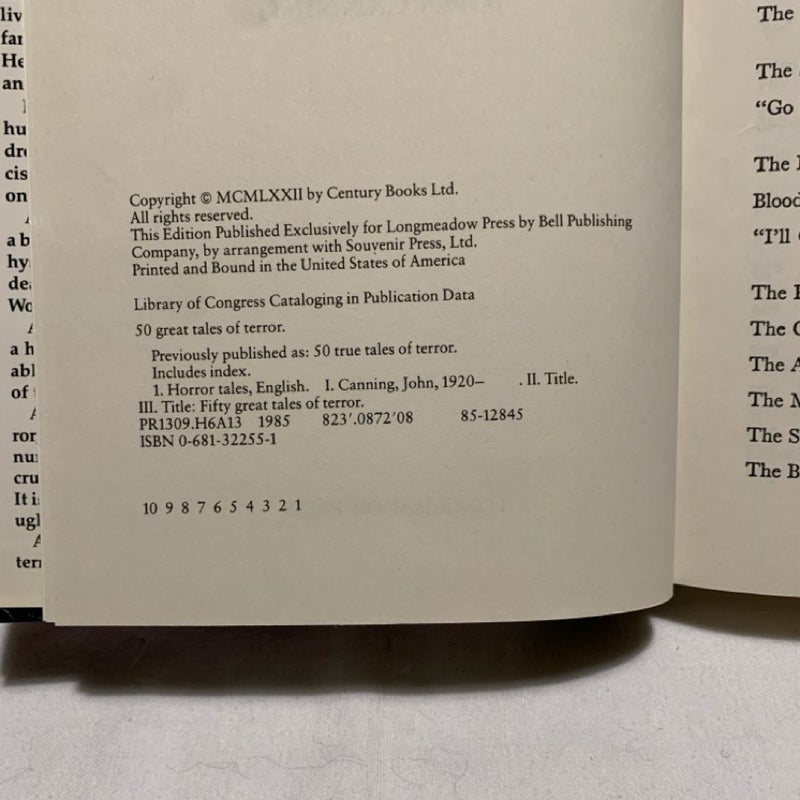 Copyright © MCMLXXII by Century Books Ltd.
All rights reserved.
This Edition Published Exclusively for Longmeadow Press by Bell Publishing
Company, by arrangement with Souvenir Press, Ltd.
Printed and Bound in the United States of America
Library of Congress Cataloging in Publication Data
50 great tales of terror.
Previously published as: 50 true tales of terror.
Includes index.
1. Horror tales, English. I. Canning, John, 1920– . II. Title.
III. Title: Fifty great tales of terror.
PR1309.H6A13 1985 823'.0872'08 85-12845
ISBN 0-681-32255-1
10 9 8 7 6 5 4 3 2 1
The
The
“Go
The
Blood
“I’ll
The
The
The
The
The
The